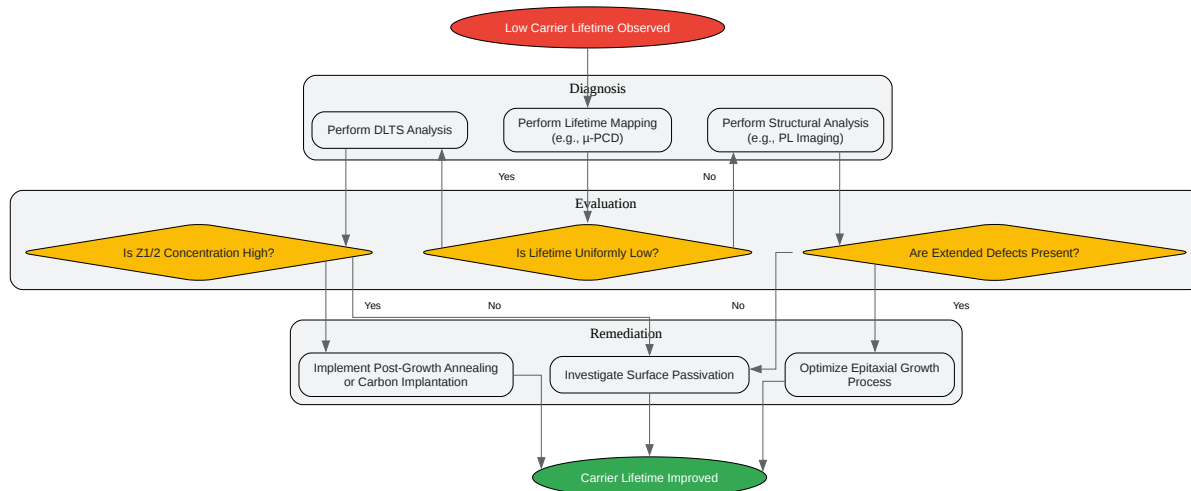 Low Carrier Lifetime Observed
Diagnosis
Perform DLTS Analysis
Perform Lifetime Mapping
(e.g., µ-PCD)
Perform Structural Analysis
(e.g., PL Imaging)
Yes
No
Evaluation
Is Z1/2 Concentration High?
Is Lifetime Uniformly Low?
Are Extended Defects Present?
Yes
No
No
Yes
Remediation
Implement Post-Growth Annealing
or Carbon Implantation
Investigate Surface Passivation
Optimize Epitaxial Growth
Process
Carrier Lifetime Improved